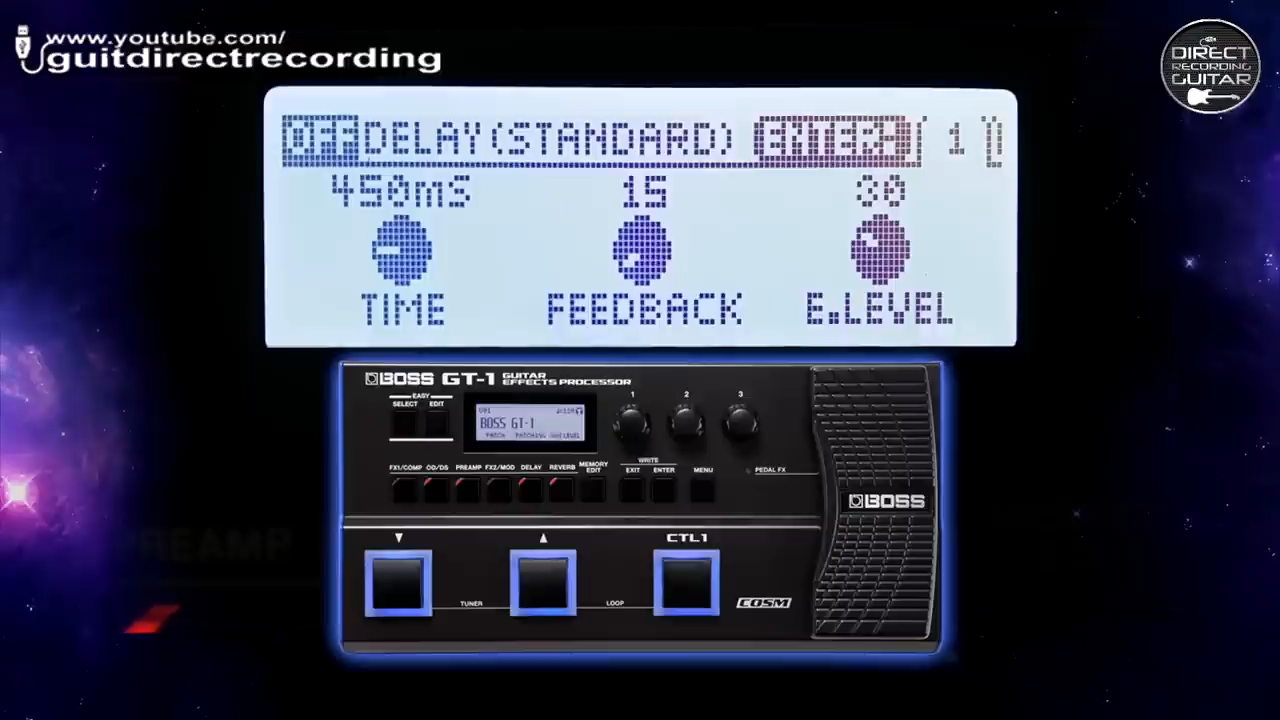 www.youtube.com/
guitdirectrecording
DIRECT
RECORDING
GUITAR
OFF DELAY(STANDARD) ENTER 1
450mS 15 30
TIME FEEDBACK E.LEVEL
BOSS GT-1 GUITAR EFFECTS PROCESSOR
EASY
SELECT EDIT
1 2 3
BOSS GT-1
FX1/COMP OD/DS PREAMP FX2/MOD DELAY REVERB MEMORY EDIT
WRITE
EXIT ENTER MENU
PEDAL FX
BOSS
▼ ▲ CTL1
TUNER LOOP
COSM